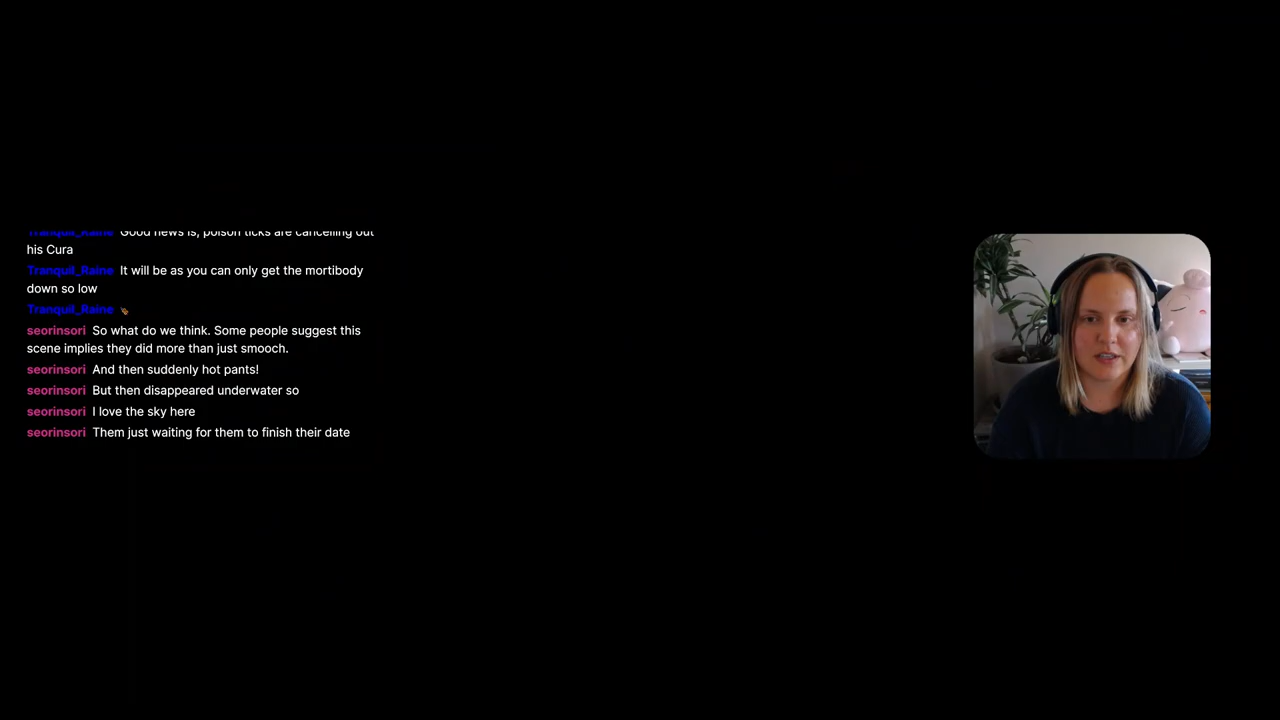 Tranquil_Raine Good news is, poison ticks are cancelling out
his Cura
Tranquil_Raine It will be as you can only get the mortibody
down so low
Tranquil_Raine
seorinsori So what do we think. Some people suggest this
scene implies they did more than just smooch.
seorinsori And then suddenly hot pants!
seorinsori But then disappeared underwater so
seorinsori I love the sky here
seorinsori Them just waiting for them to finish their date